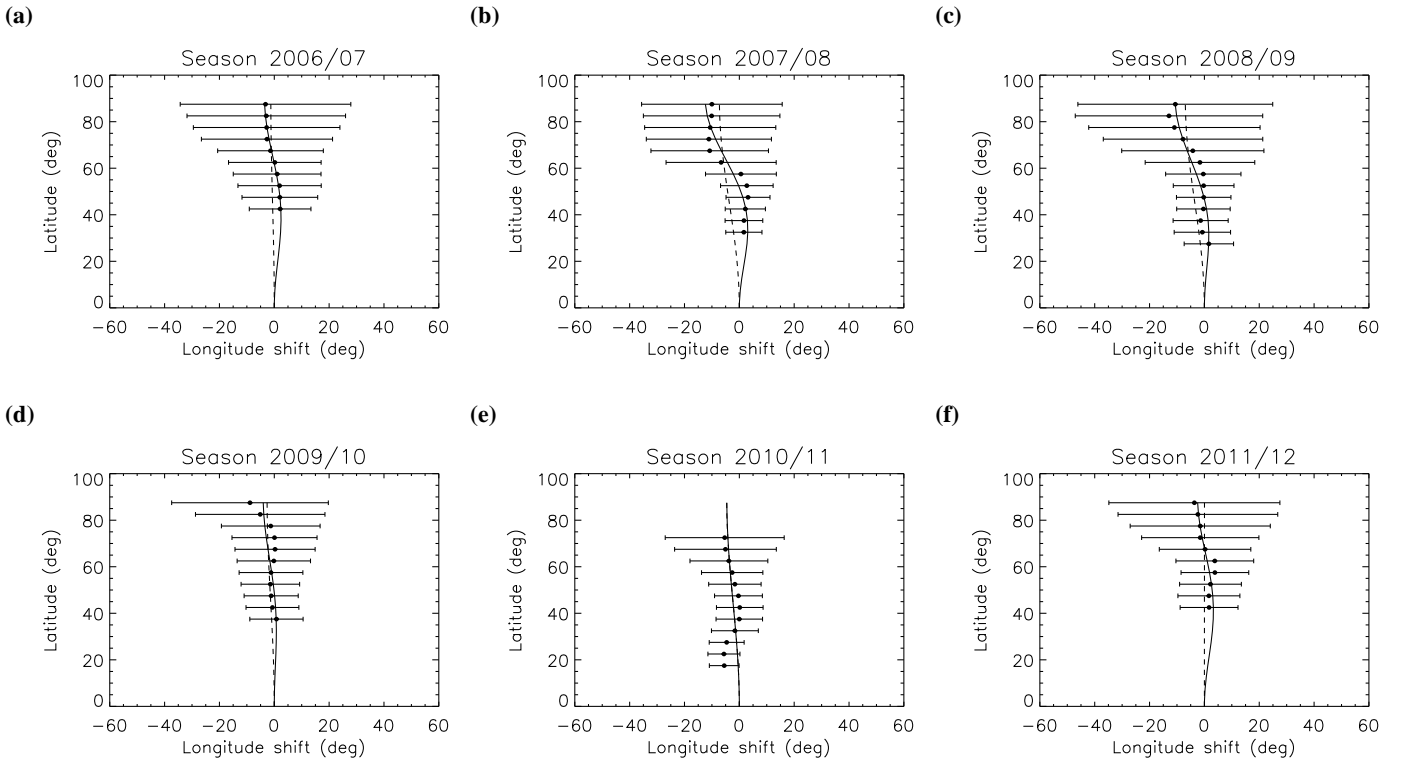 (a)
Season 2006/07
100
80
60
40
20
0
Latitude (deg)
−60 −40 −20 0 20 40 60
Longitude shift (deg)
(b)
Season 2007/08
100
80
60
40
20
0
Latitude (deg)
−60 −40 −20 0 20 40 60
Longitude shift (deg)
(c)
Season 2008/09
100
80
60
40
20
0
Latitude (deg)
−60 −40 −20 0 20 40 60
Longitude shift (deg)
(d)
Season 2009/10
100
80
60
40
20
0
Latitude (deg)
−60 −40 −20 0 20 40 60
Longitude shift (deg)
(e)
Season 2010/11
100
80
60
40
20
0
Latitude (deg)
−60 −40 −20 0 20 40 60
Longitude shift (deg)
(f)
Season 2011/12
100
80
60
40
20
0
Latitude (deg)
−60 −40 −20 0 20 40 60
Longitude shift (deg)